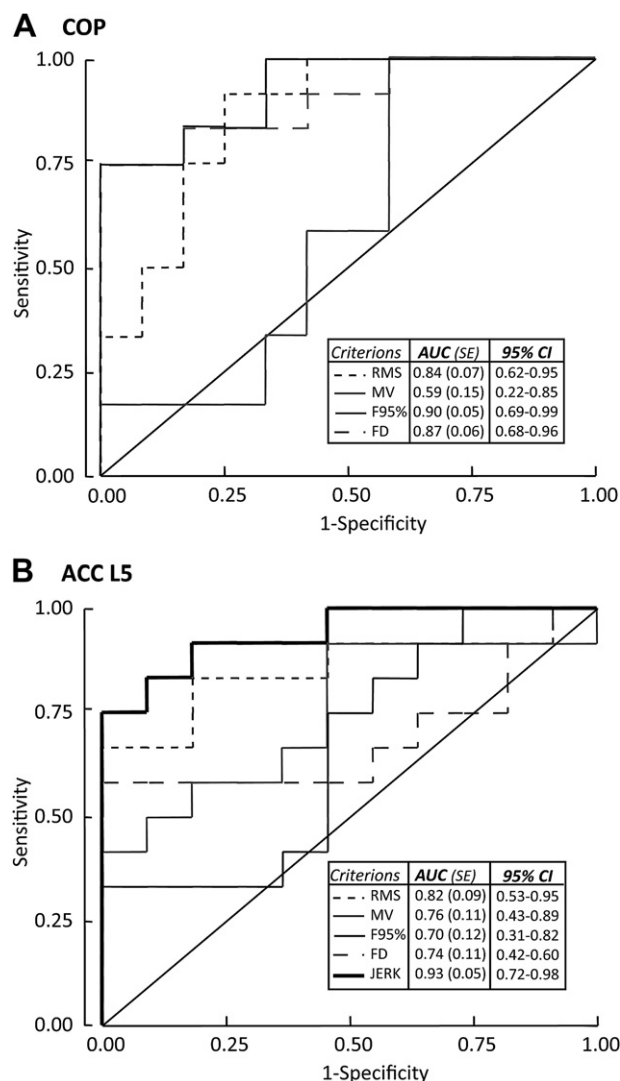 A COP
1.00
0.75
0.50
0.25
0.00
Sensitivity
Criterions AUC (SE) 95% CI
RMS 0.84 (0.07) 0.62-0.95
MV 0.59 (0.15) 0.22-0.85
F95% 0.90 (0.05) 0.69-0.99
FD 0.87 (0.06) 0.68-0.96
0.00 0.25 0.50 0.75 1.00
1-Specificity
B ACC L5
1.00
0.75
0.50
0.25
0.00
Sensitivity
Criterions AUC (SE) 95% CI
RMS 0.82 (0.09) 0.53-0.95
MV 0.76 (0.11) 0.43-0.89
F95% 0.70 (0.12) 0.31-0.82
FD 0.74 (0.11) 0.42-0.60
JERK 0.93 (0.05) 0.72-0.98
0.00 0.25 0.50 0.75 1.00
1-Specificity